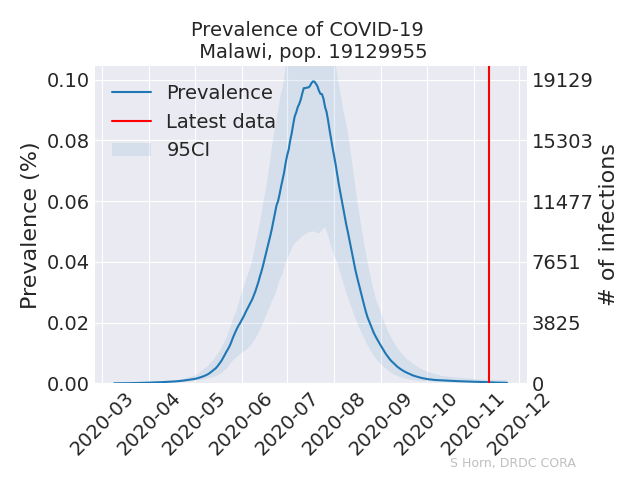 Prevalence of COVID-19
Malawi, pop. 19129955
Prevalence
Latest data
95CI
Prevalence (%)
0.10
0.08
0.06
0.04
0.02
0.00
19129
15303
11477
7651
3825
0
# of infections
2020-03
2020-04
2020-05
2020-06
2020-07
2020-08
2020-09
2020-10
2020-11
2020-12
S Horn, DRDC CORA